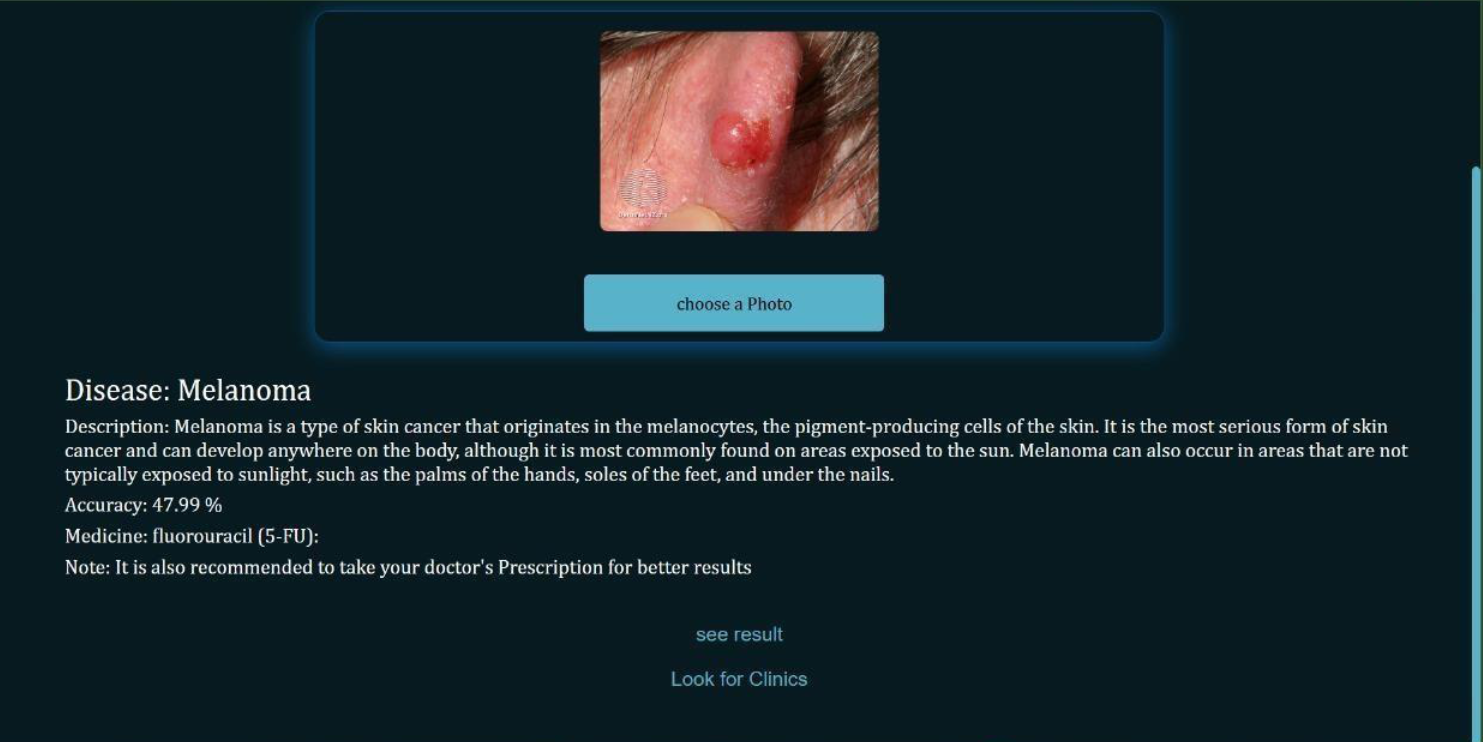 choose a Photo
Disease: Melanoma
Description: Melanoma is a type of skin cancer that originates in the melanocytes, the pigment-producing cells of the skin. It is the most serious form of skin
cancer and can develop anywhere on the body, although it is most commonly found on areas exposed to the sun. Melanoma can also occur in areas that are not
typically exposed to sunlight, such as the palms of the hands, soles of the feet, and under the nails.
Accuracy: 47.99 %
Medicine: fluorouracil (5-FU):
Note: It is also recommended to take your doctor's Prescription for better results
see result
Look for Clinics